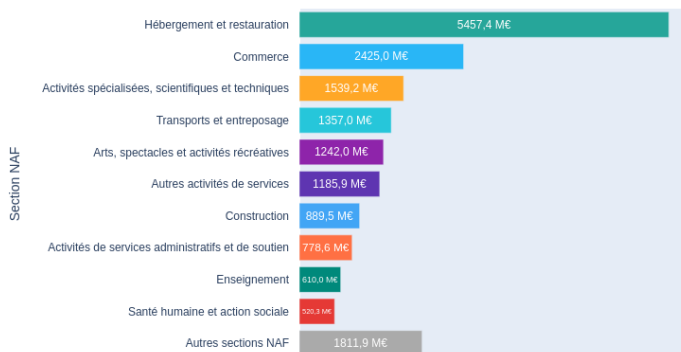 Hébergement et restauration 5457,4 M€
Commerce 2425,0 M€
Activités spécialisées, scientifiques et techniques 1539,2 M€
Transports et entreposage 1357,0 M€
Arts, spectacles et activités récréatives 1242,0 M€
Autres activités de services 1185,9 M€
Construction 889,5 M€
Activités de services administratifs et de soutien 778,6 M€
Enseignement 610,0 M€
Santé humaine et action sociale 520,3 M€
Autres sections NAF 1811,9 M€
Section NAF